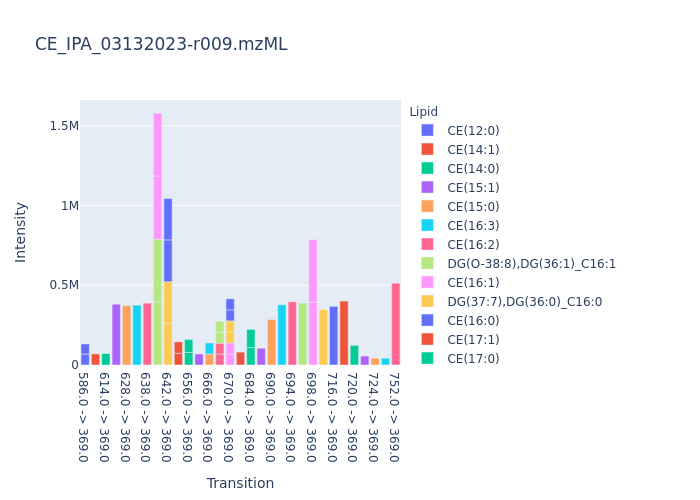 CE_IPA_03132023-r009.mzML
Lipid
CE(12:0)
CE(14:1)
CE(14:0)
CE(15:1)
CE(15:0)
CE(16:3)
CE(16:2)
DG(O-38:8),DG(36:1)_C16:1
CE(16:1)
DG(37:7),DG(36:0)_C16:0
CE(16:0)
CE(17:1)
CE(17:0)
1.5M
1M
0.5M
0
Intensity
586.0 -> 369.0
614.0 -> 369.0
628.0 -> 369.0
638.0 -> 369.0
642.0 -> 369.0
656.0 -> 369.0
666.0 -> 369.0
670.0 -> 369.0
684.0 -> 369.0
690.0 -> 369.0
694.0 -> 369.0
698.0 -> 369.0
716.0 -> 369.0
720.0 -> 369.0
724.0 -> 369.0
752.0 -> 369.0
Transition